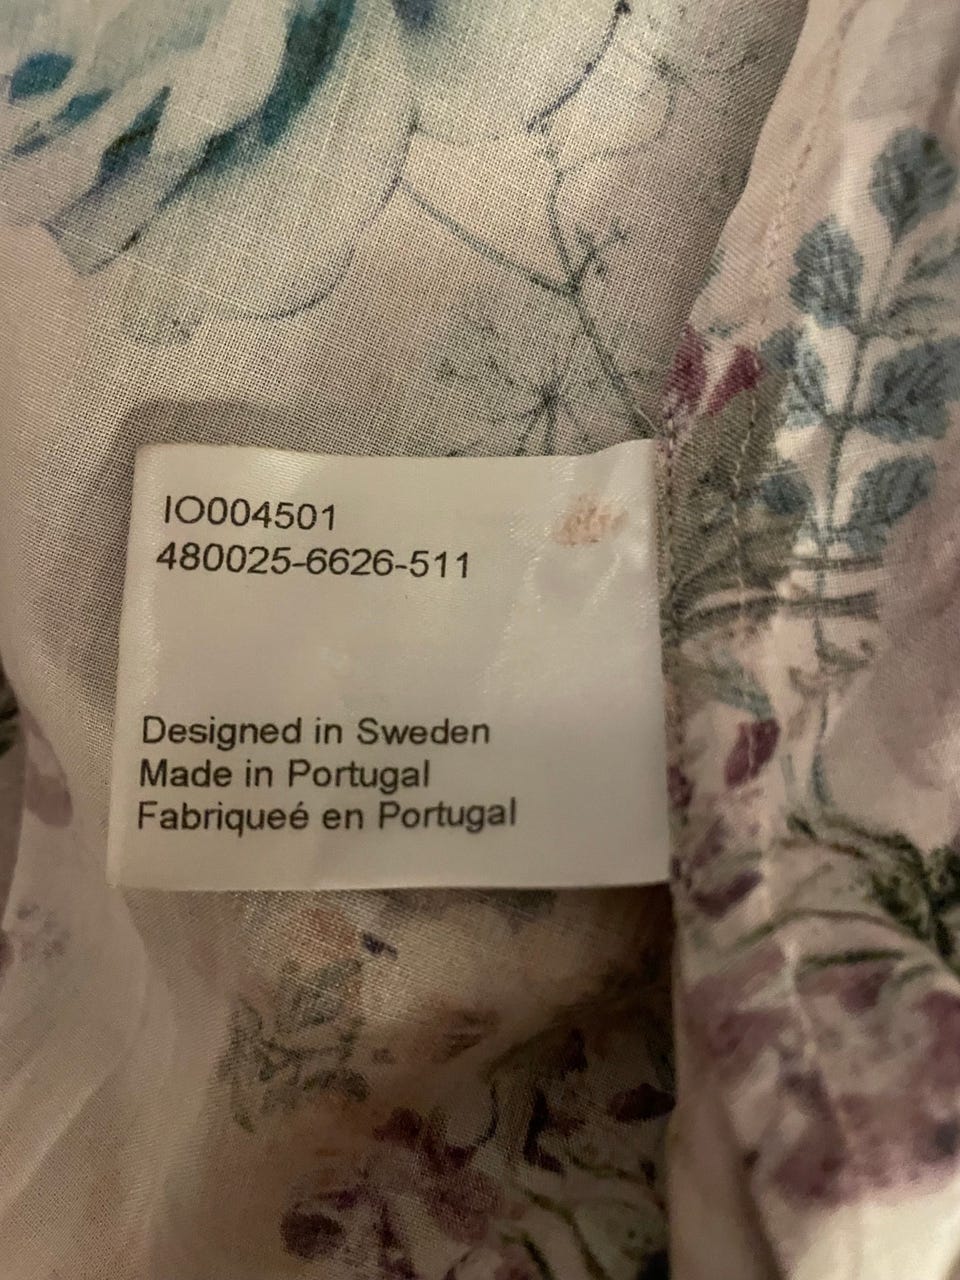 IO004501
480025-6626-511
Designed in Sweden
Made in Portugal
Fabriqueé en Portugal